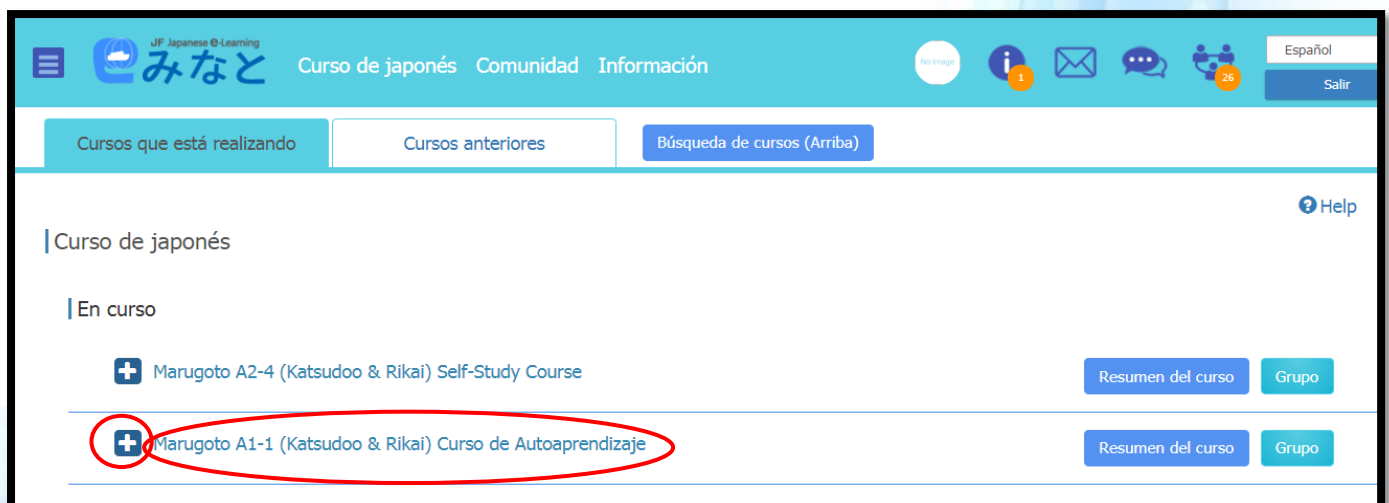 JF Japanese e-Learning
みなと
Curso de japonés Comunidad Información
No Image
1
26
Español
Salir
Cursos que está realizando
Cursos anteriores
Búsqueda de cursos (Arriba)
Help
Curso de japonés
En curso
Marugoto A2-4 (Katsudoo & Rikai) Self-Study Course Resumen del curso Grupo
Marugoto A1-1 (Katsudoo & Rikai) Curso de Autoaprendizaje Resumen del curso Grupo